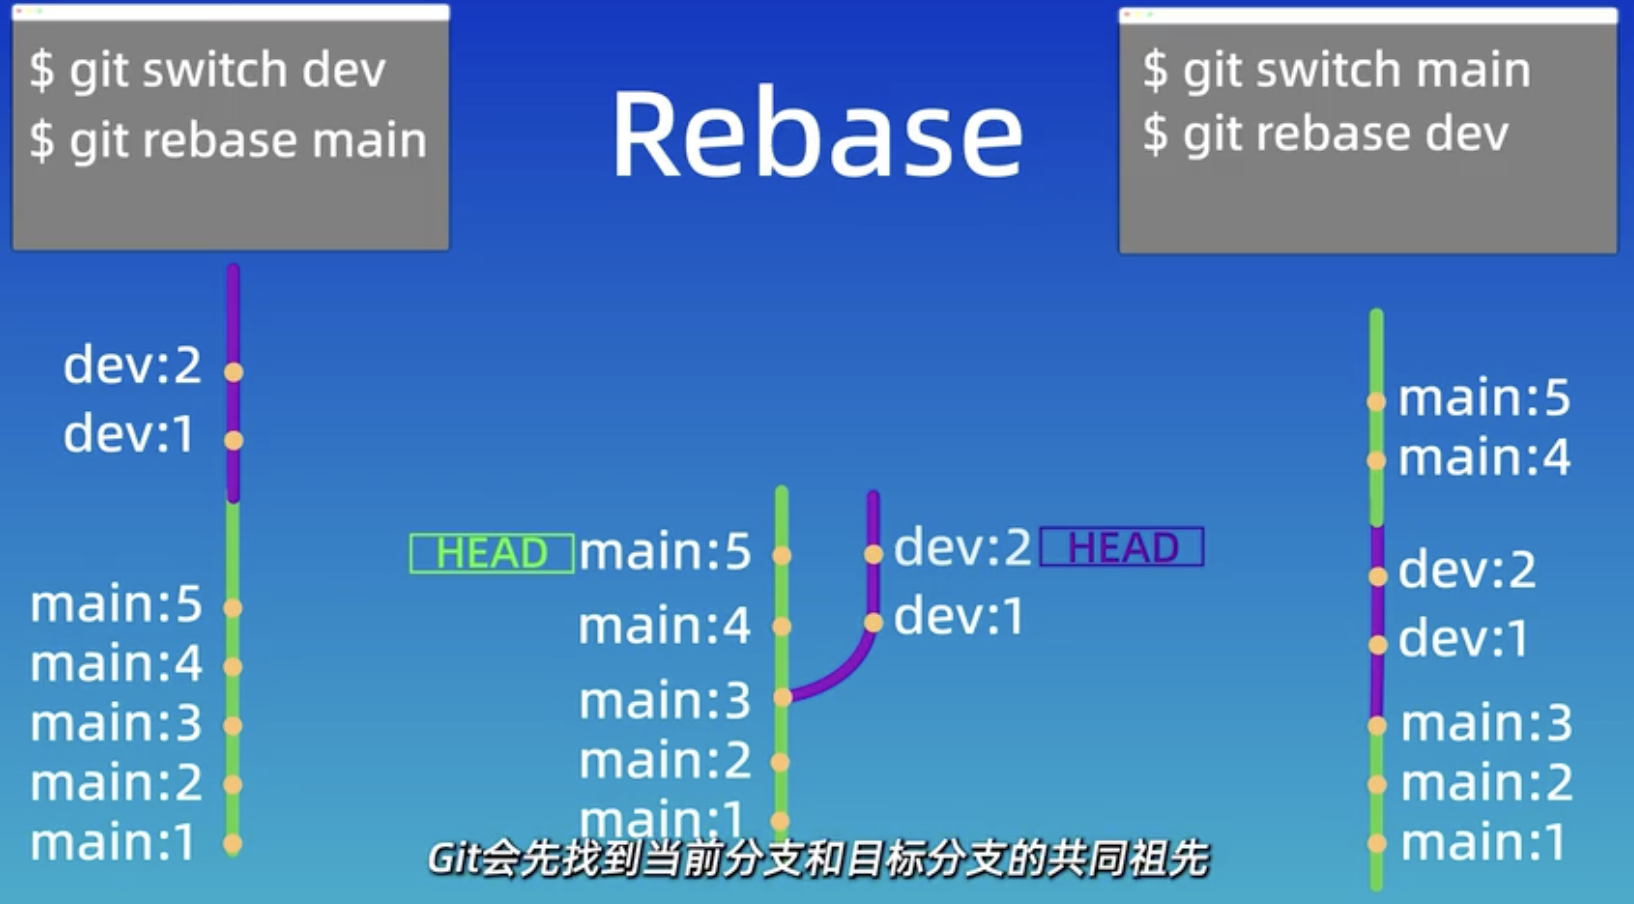 $ git switch dev
$ git rebase main
Rebase
$ git switch main
$ git rebase dev
dev:2
dev:1
main:5
main:4
main:3
main:2
main:1
HEAD main:5
main:4
main:3
main:2
main:1
dev:2 HEAD
dev:1
main:5
main:4
dev:2
dev:1
main:3
main:2
main:1
Git会先找到当前分支和目标分支的共同祖先